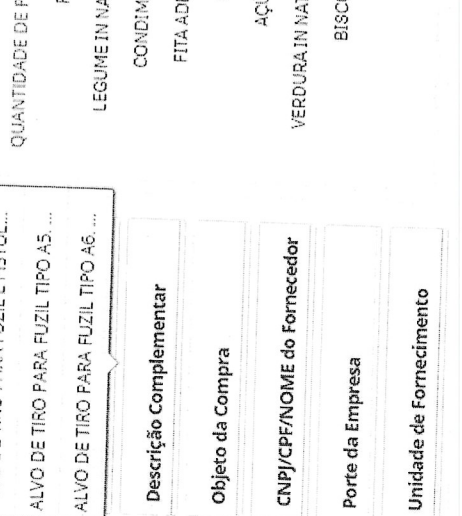 ALVO DE TIRO PARA FUZIL TIPO A5. ...
ALVO DE TIRO PARA FUZIL TIPO A6. ...
Descrição Complementar
Objeto da Compra
CNPJ/CPF/NOME do Fornecedor
Porte da Empresa
Unidade de Fornecimento
QUANTIDADE DE
LEGUME IN NA
CONDIM
FITA AD
AÇU
VERDURA IN NAT
BISC